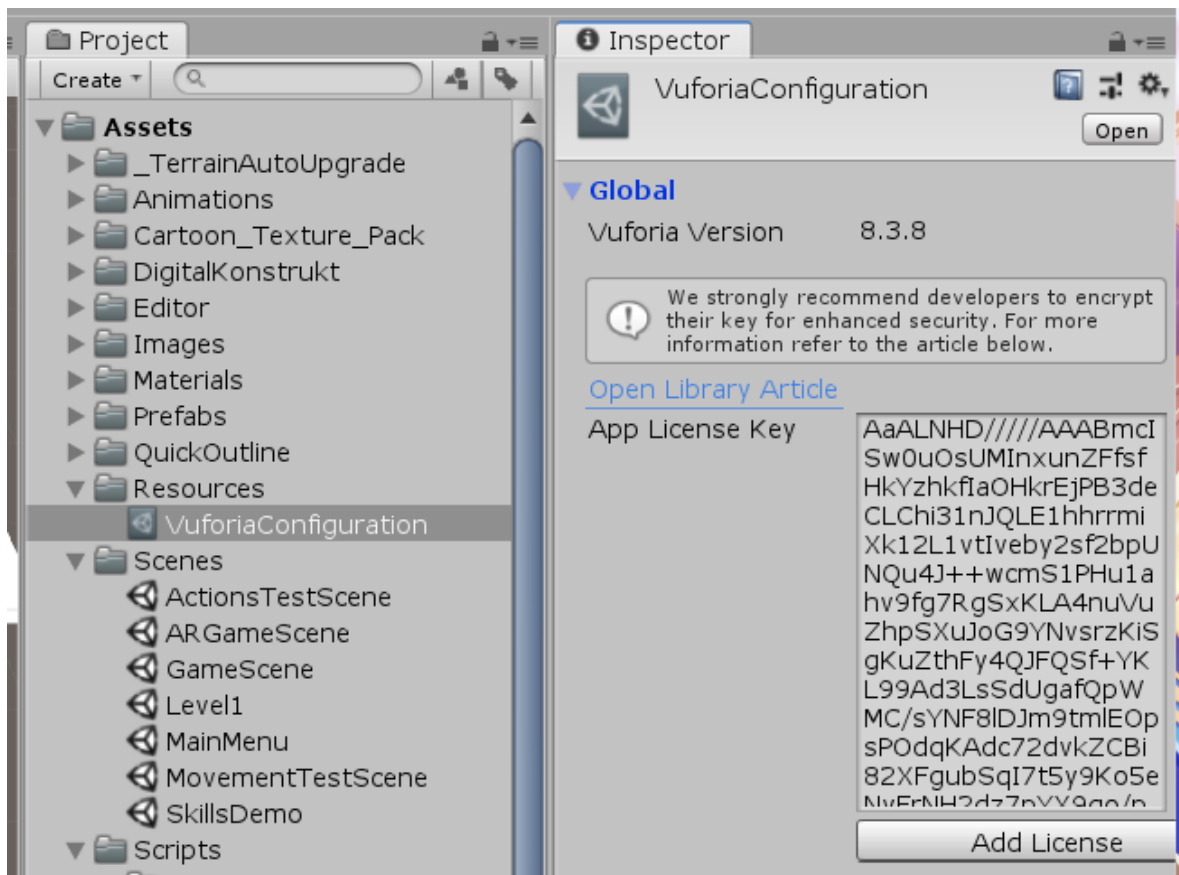 Project
Create
Assets
_TerrainAutoUpgrade
Animations
Cartoon_Texture_Pack
DigitalKonstrukt
Editor
Images
Materials
Prefabs
QuickOutline
Resources
VuforiaConfiguration
Scenes
ActionsTestScene
ARGameScene
GameScene
Level1
MainMenu
MovementTestScene
SkillsDemo
Scripts
Inspector
VuforiaConfiguration
Open
Global
Vuforia Version 8.3.8
We strongly recommend developers to encrypt
their key for enhanced security. For more
information refer to the article below.
Open Library Article
App License Key
AaALNHD/////AAABmcI
Sw0uOsUMInxunZFfsf
HkYzhkfIaOHkrEjPB3de
CLChi31nJQLE1hhrrmi
Xk12L1vtIveby2sf2bpU
NQu4J++wcmS1PHu1a
hv9fg7RgSxKLA4nuVu
ZhpSXuJoG9YNvsrzKiS
gKuZthFy4QJFQSf+YK
L99Ad3LsSdUgafQpW
MC/sYNF8lDJm9tmlEOp
sPOdqKAdc72dvkZCBi
82XFgubSqI7t5y9Ko5e
Add License